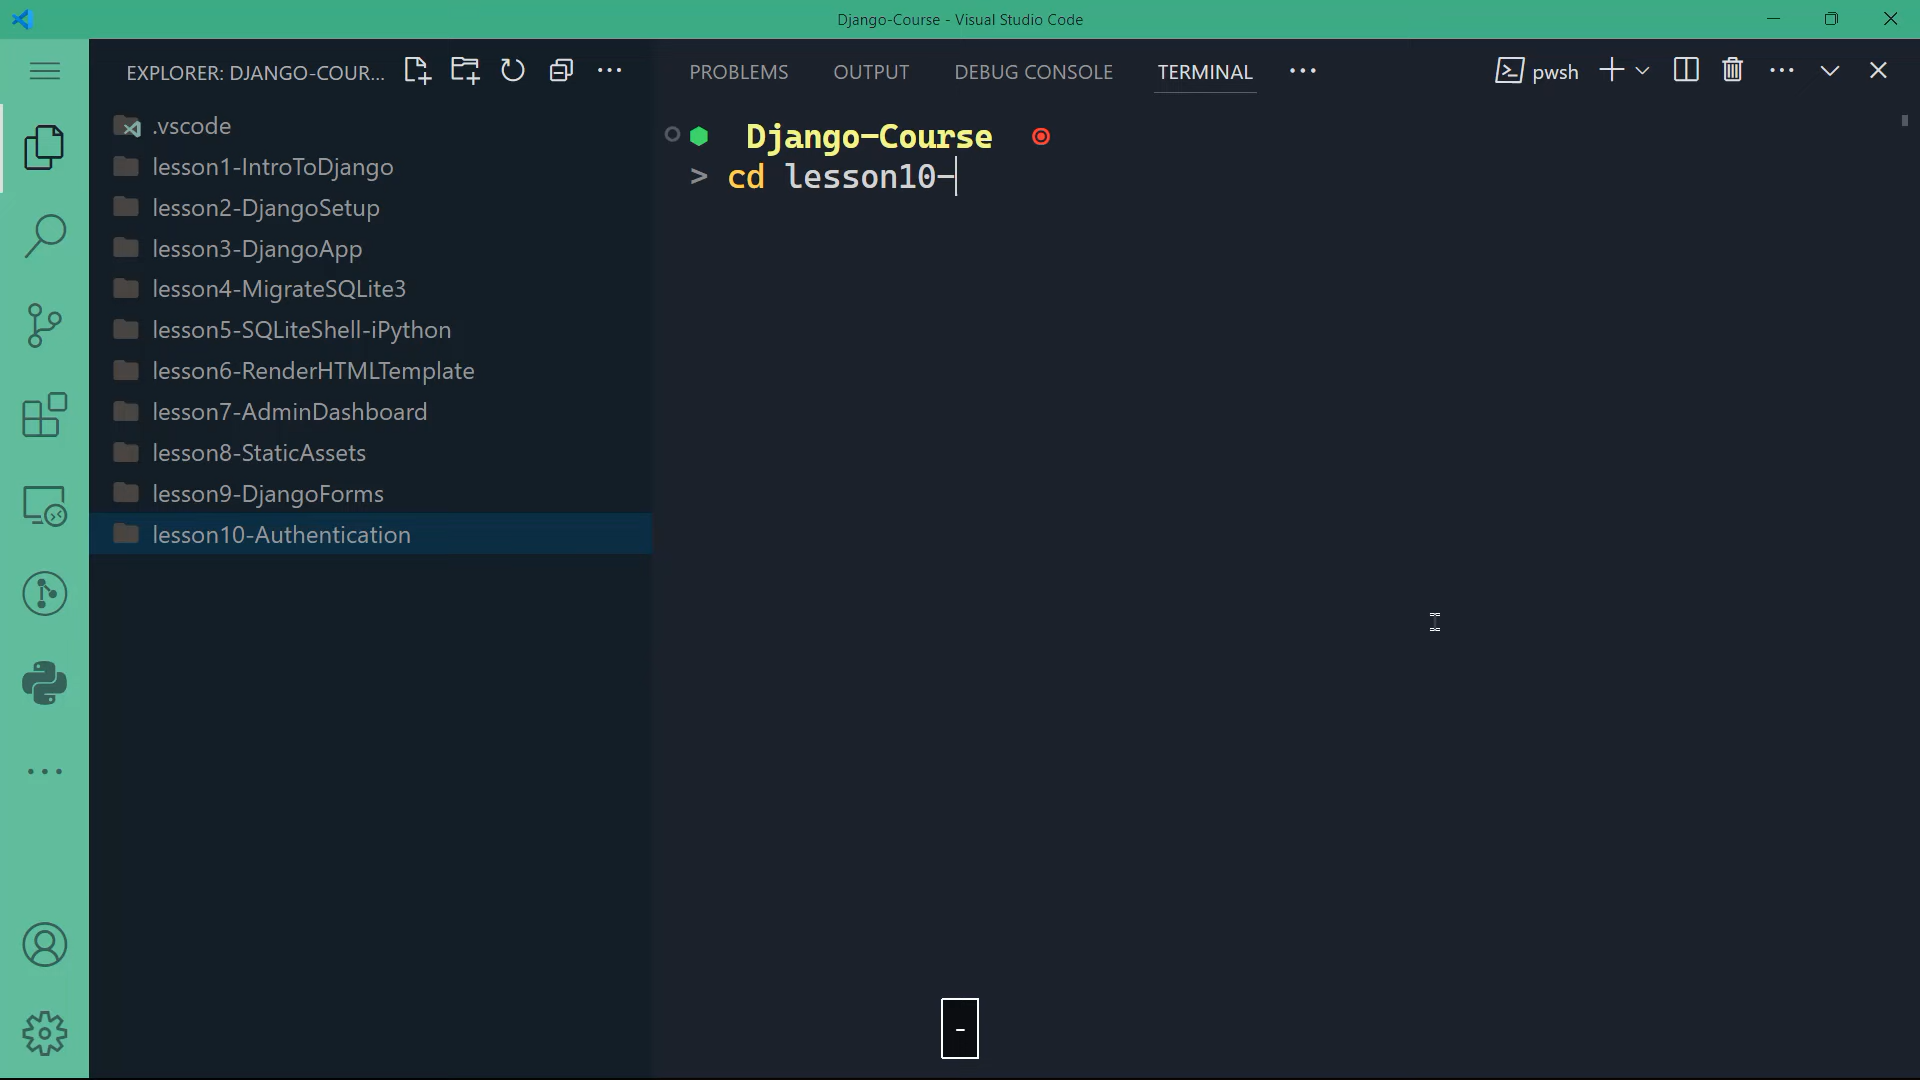 Django-Course - Visual Studio Code
EXPLORER: DJANGO-COUR...
PROBLEMS OUTPUT DEBUG CONSOLE TERMINAL
pwsh
.vscode
lesson1-IntroToDjango
lesson2-DjangoSetup
lesson3-DjangoApp
lesson4-MigrateSQLite3
lesson5-SQLiteShell-iPython
lesson6-RenderHTMLTemplate
lesson7-AdminDashboard
lesson8-StaticAssets
lesson9-DjangoForms
lesson10-Authentication
Django-Course
> cd lesson10-
-